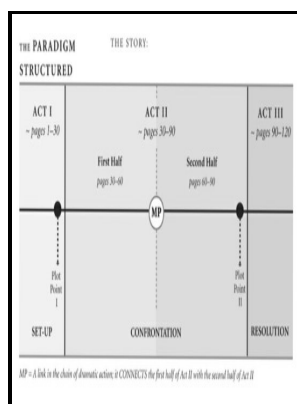 THE PARADIGM
STRUCTURED
THE STORY:
ACT I
~ pages 1–30
ACT II
~ pages 30–90
ACT III
~ pages 90–120
First Half
pages 30–60
Second Half
pages 60–90
MP
Plot
Point
I
Plot
Point
II
SET-UP
CONFRONTATION
RESOLUTION
MP = A link in the chain of dramatic action; it CONNECTS the first half of Act II with the second half of Act II